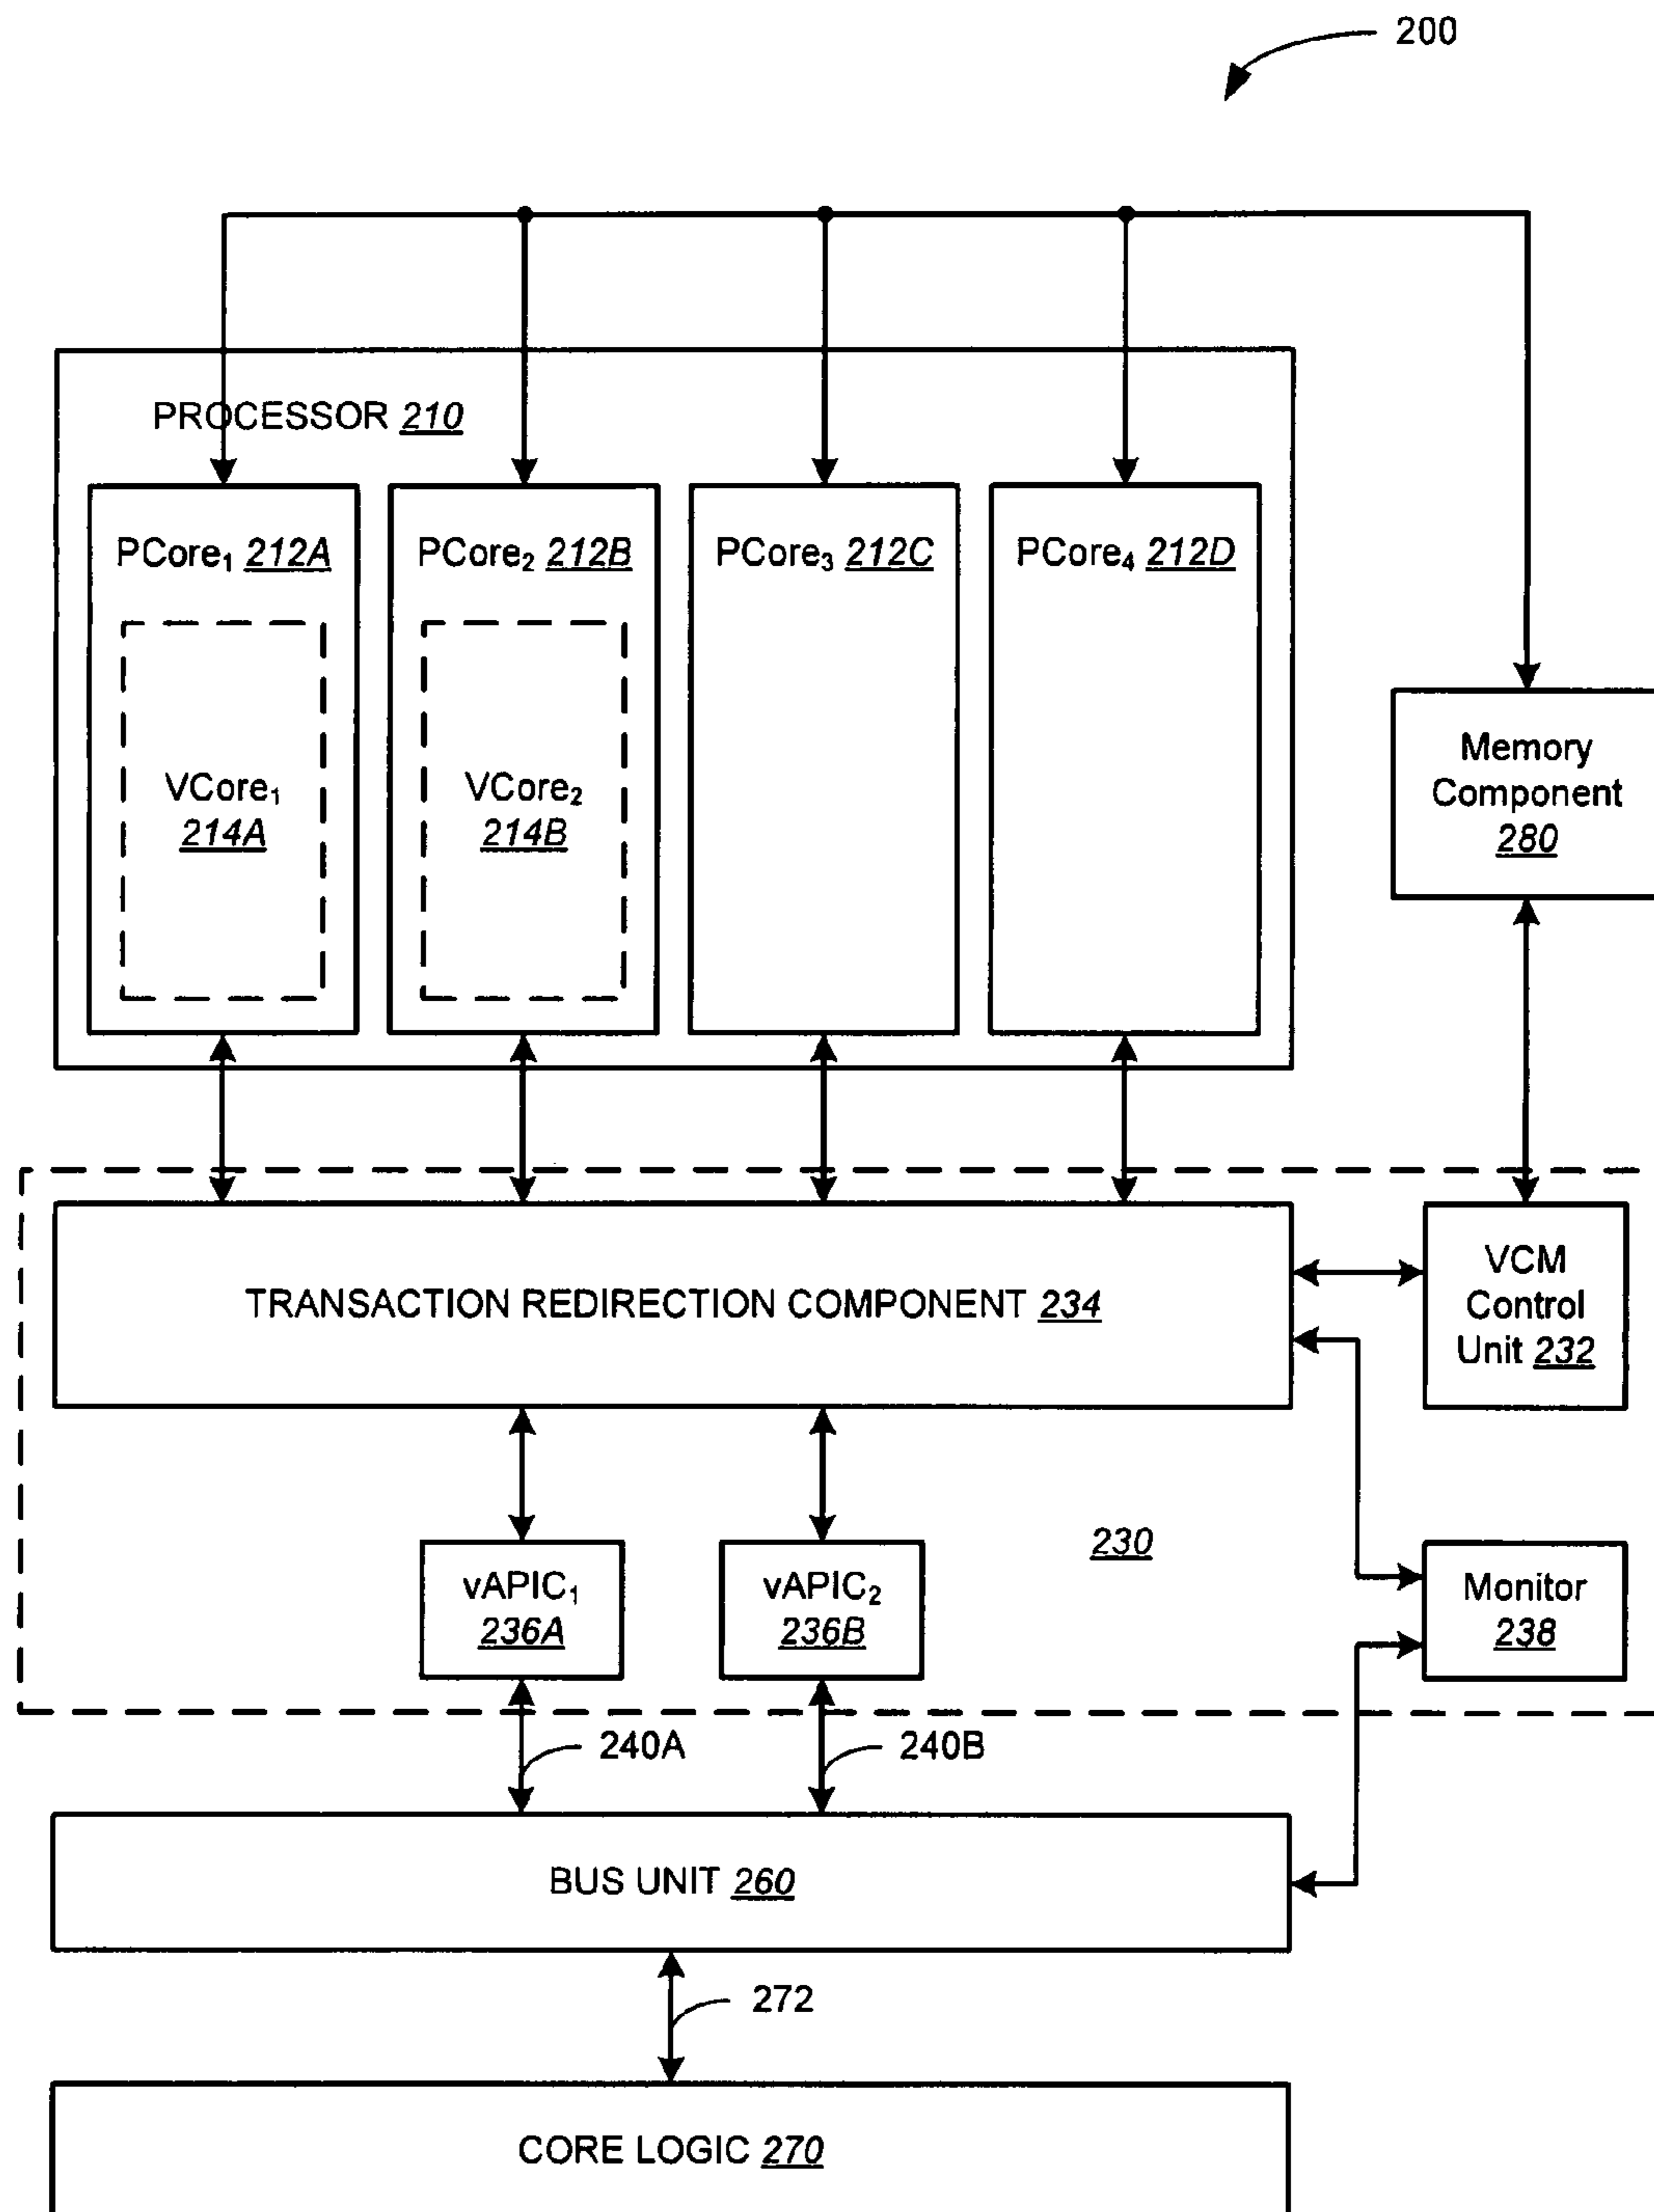 200
PROCESSOR 210
PCore₁ 212A
PCore₂ 212B
PCore₃ 212C
PCore₄ 212D
VCore₁
214A
VCore₂
214B
Memory
Component
280
TRANSACTION REDIRECTION COMPONENT 234
VCM
Control
Unit 232
230
vAPIC₁
236A
vAPIC₂
236B
Monitor
238
240A
240B
BUS UNIT 260
272
CORE LOGIC 270